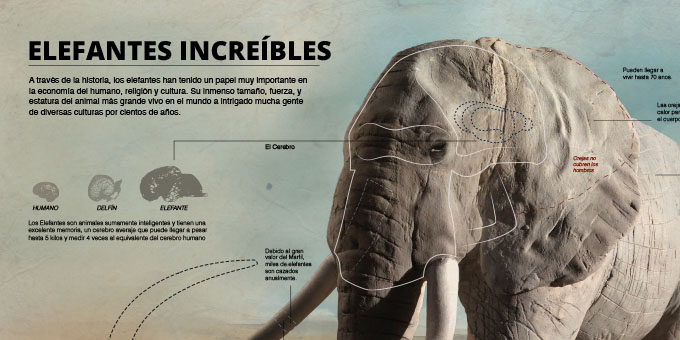 ELEFANTES INCREÍBLES
A través de la historia, los elefantes han tenido un papel muy importante en
la economía del humano, religión y cultura. Su inmenso tamaño, fuerza, y
estatura del animal más grande vivo en el mundo a intrigado mucha gente
de diversas culturas por cientos de años.
El Cerebro
HUMANO
DELFÍN
ELEFANTE
Los Elefantes son animales sumamente inteligentes y tienen una
excelente memoria, un cerebro averaje que puede llegar a pesar
hasta 5 kilos y medir 4 veces al equivalente del cerebro humano
Debido al gran
valor del Marfil,
miles de elefantes
son cazados
anualmente.
Pueden llegar a
vivir hasta 70 anos.
Las oreja
calor par
el cuerpo
Orejas no
cubren los
hombros